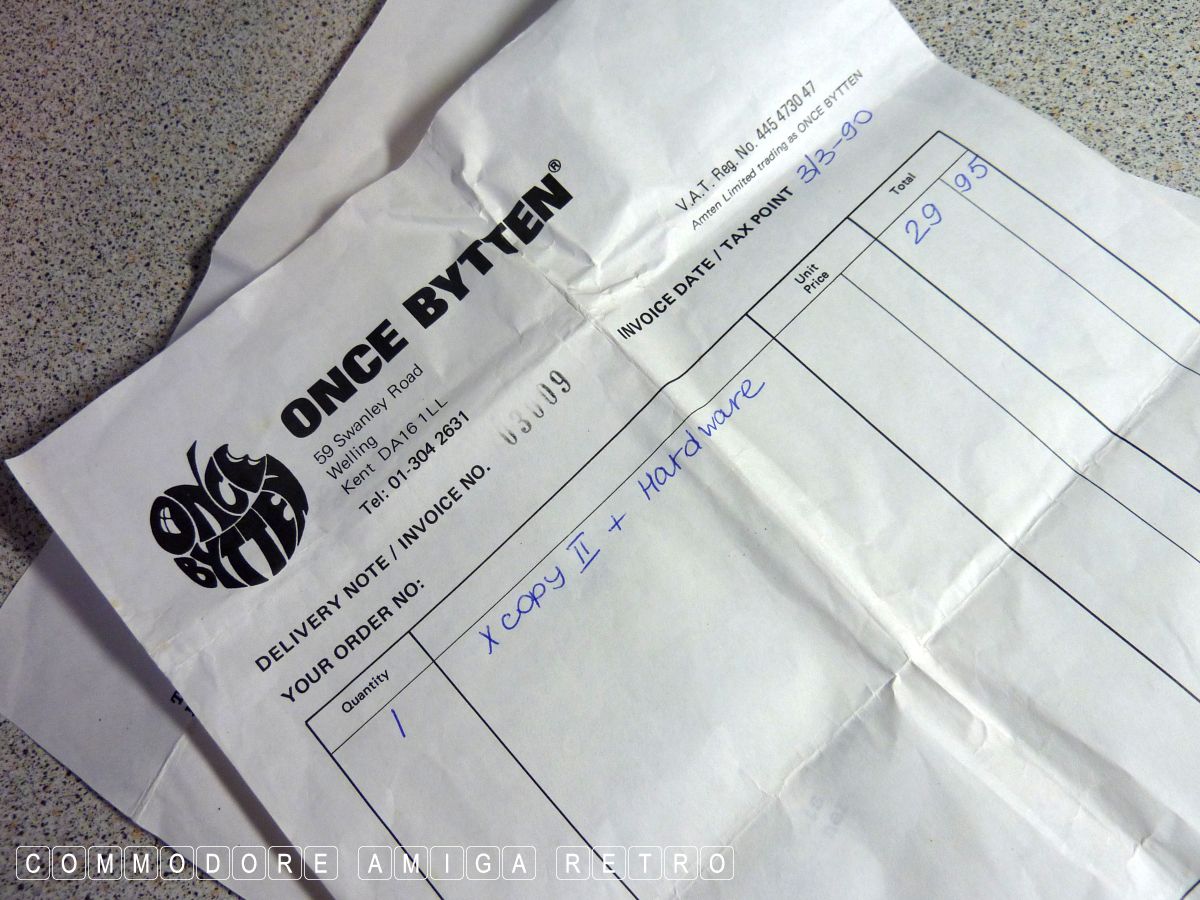 V.A.T. Reg. No. 445 4730 47
Amten Limited trading as ONCE BYTTEN
ONCE BYTTEN®
59 Swanley Road
Welling
Kent DA16 1LL
Tel: 01-304 2631
ONCE
BYTTEN
DELIVERY NOTE / INVOICE NO. 03009
INVOICE DATE / TAX POINT 3/3-90
YOUR ORDER NO:
Quantity Unit Price Total
1 X COPY II + Hardware 29 95
COMMODORE AMIGA RETRO